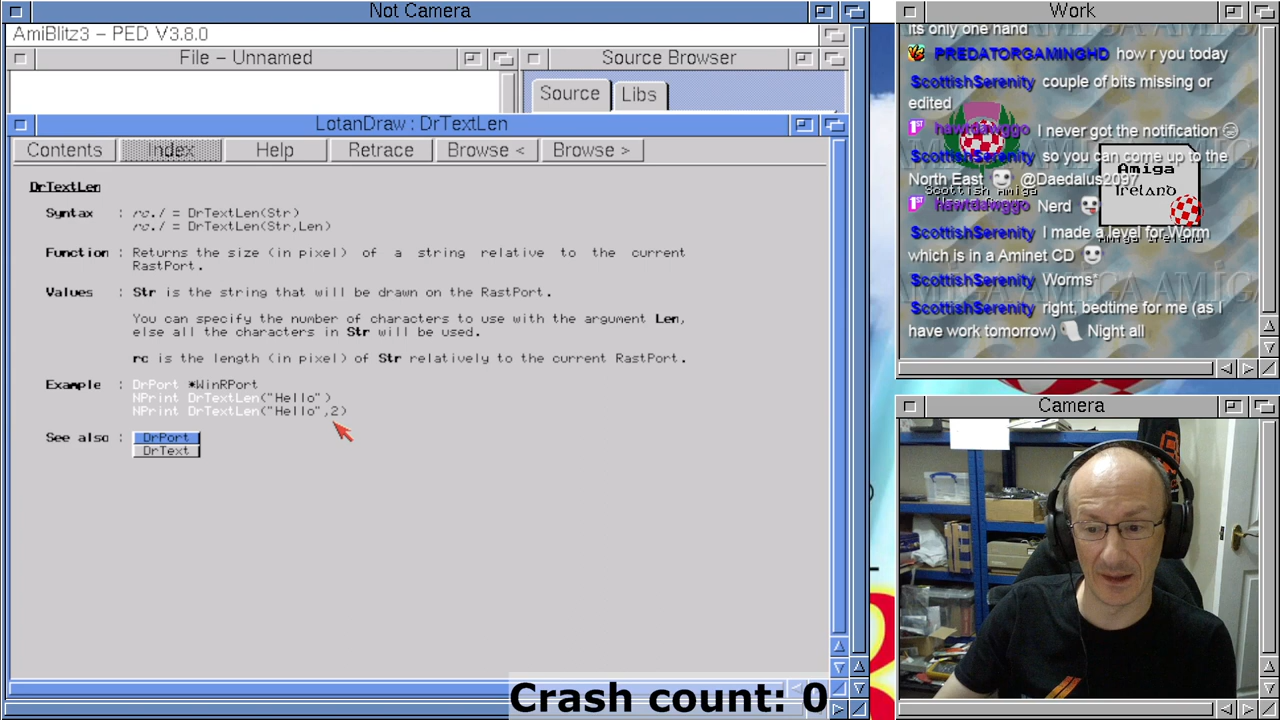 Not Camera
AmiBlitz3 – PED V3.8.0
File – Unnamed
Source Browser
Source
Libs
LotanDraw : DrTextLen
Contents
Index
Help
Retrace
Browse <
Browse >
DrTextLen
Syntax : rc.l = DrTextLen(Str)
rc.l = DrTextLen(Str,Len)
Function : Returns the size (in pixel) of a string relative to the current
RastPort.
Values : Str is the string that will be drawn on the RastPort.
You can specify the number of characters to use with the argument Len,
else all the characters in Str will be used.
rc is the length (in pixel) of Str relatively to the current RastPort.
Example : DrPort *WinRPort
NPrint DrTextLen("Hello")
NPrint DrTextLen("Hello",2)
See also : DrPort
DrText
Crash count: 0
Work
its only one hand
PREDATORGAMINGHD how r you today
ScottishSerenity couple of bits missing or
edited
hawtdawggo I never got the notification
ScottishSerenity so you can come up to the
North East @Daedalus2097
hawtdawggo Nerd
ScottishSerenity I made a level for Worm
which is in a Aminet CD
ScottishSerenity Worms*
ScottishSerenity right, bedtime for me (as I
have work tomorrow) Night all
Scottish Amiga
Amiga
Ireland
Amiga Ireland
Camera